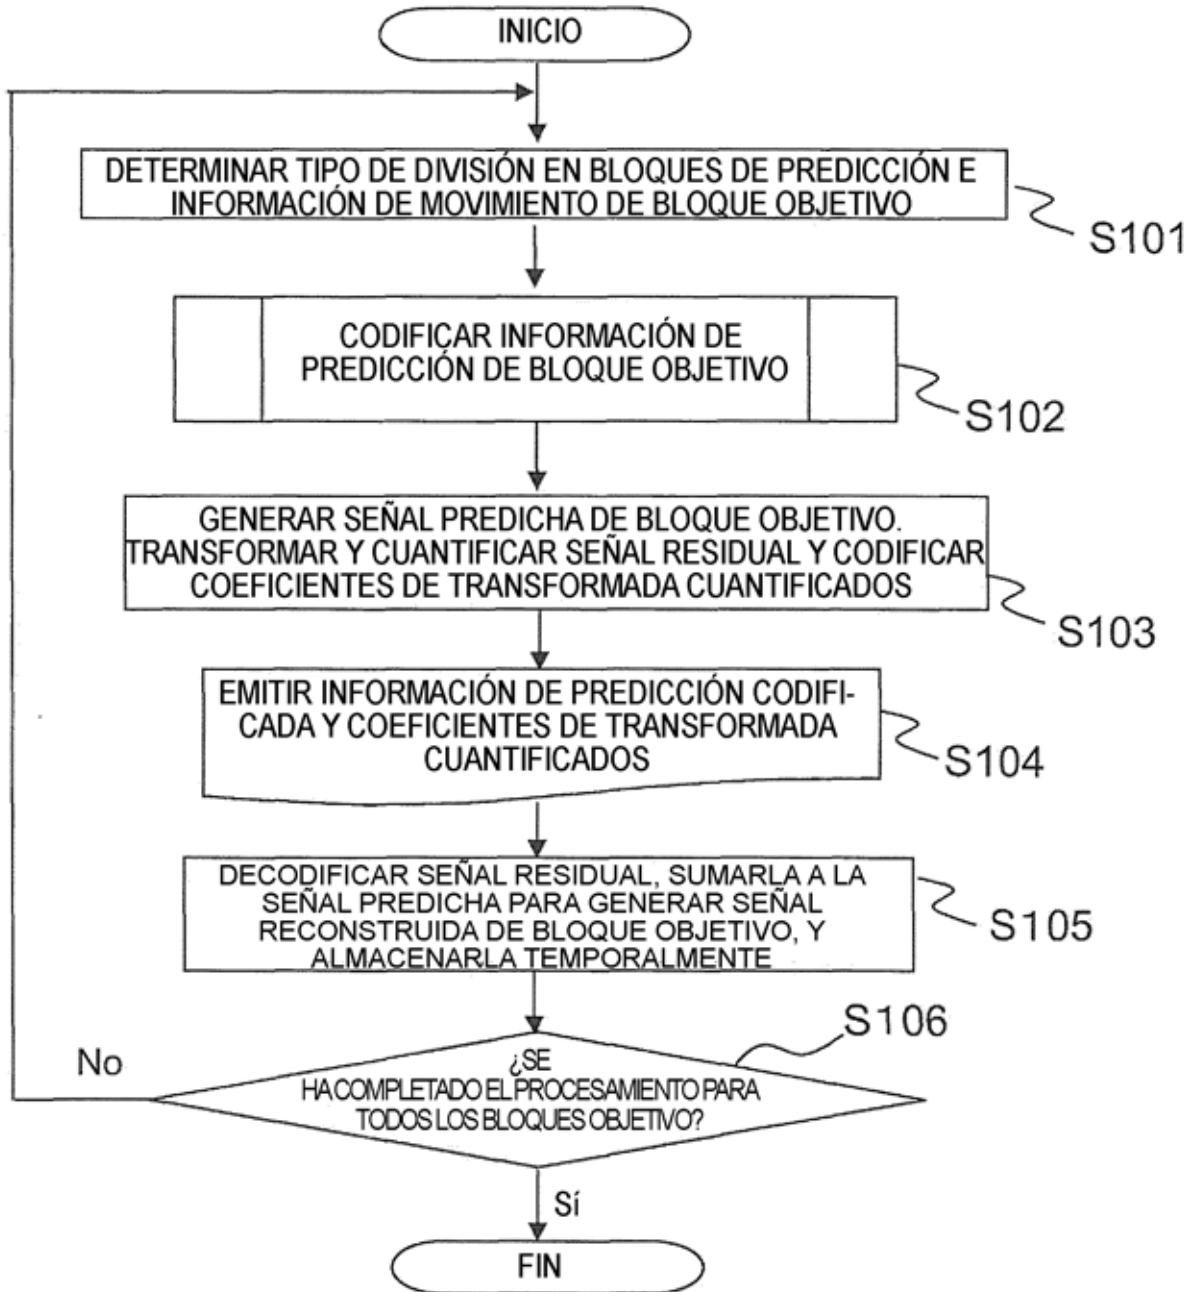 INICIO
DETERMINAR TIPO DE DIVISIÓN EN BLOQUES DE PREDICCIÓN E
INFORMACIÓN DE MOVIMIENTO DE BLOQUE OBJETIVO
S101
CODIFICAR INFORMACIÓN DE
PREDICCIÓN DE BLOQUE OBJETIVO
S102
GENERAR SEÑAL PREDICHA DE BLOQUE OBJETIVO.
TRANSFORMAR Y CUANTIFICAR SEÑAL RESIDUAL Y CODIFICAR
COEFICIENTES DE TRANSFORMADA CUANTIFICADOS
S103
EMITIR INFORMACIÓN DE PREDICCIÓN CODIFI-
CADA Y COEFICIENTES DE TRANSFORMADA
CUANTIFICADOS
S104
DECODIFICAR SEÑAL RESIDUAL, SUMARLA A LA
SEÑAL PREDICHA PARA GENERAR SEÑAL
RECONSTRUIDA DE BLOQUE OBJETIVO, Y
ALMACENARLA TEMPORALMENTE
S105
S106
No
¿SE
HA COMPLETADO EL PROCESAMIENTO PARA
TODOS LOS BLOQUES OBJETIVO?
Sí
FIN